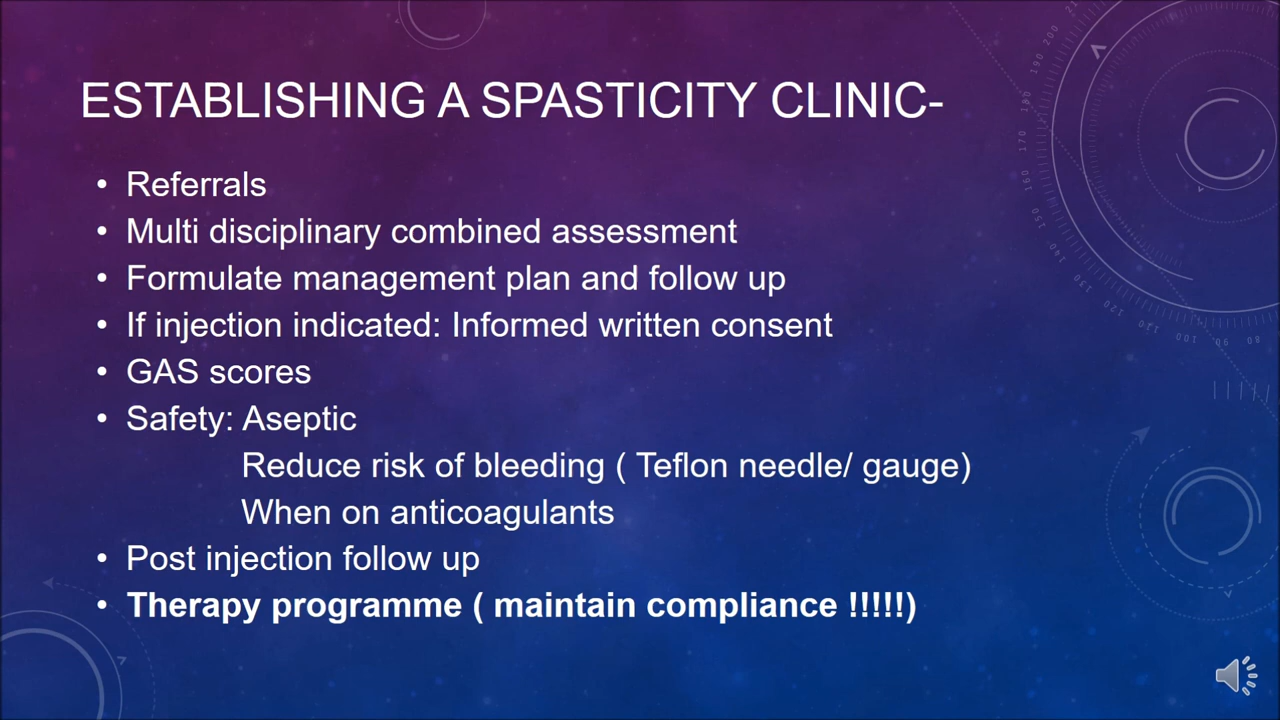 ESTABLISHING A SPASTICITY CLINIC-
• Referrals
• Multi disciplinary combined assessment
• Formulate management plan and follow up
• If injection indicated: Informed written consent
• GAS scores
• Safety: Aseptic
Reduce risk of bleeding ( Teflon needle/ gauge)
When on anticoagulants
• Post injection follow up
• Therapy programme ( maintain compliance !!!!!)